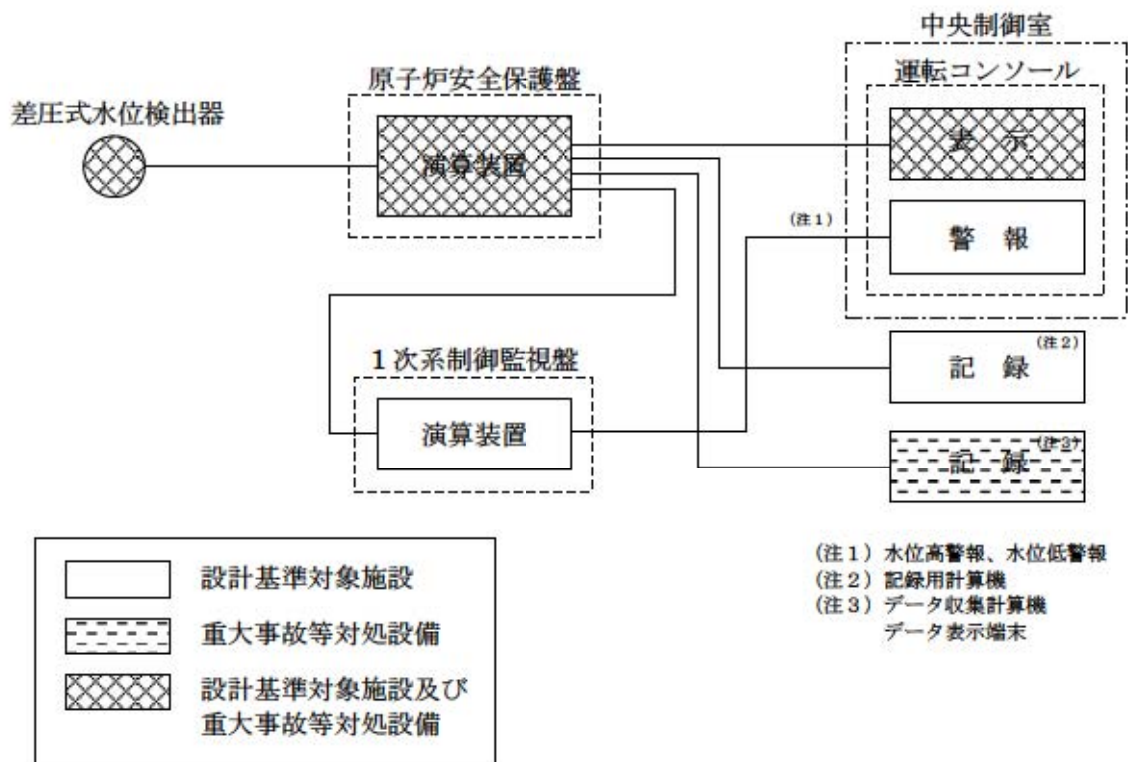 中央制御室
運転コンソール
原子炉安全保護盤
差圧式水位検出器
演算装置
表 示
(注1)
警 報
1次系制御監視盤
演算装置
記 録
(注2)
記 録
(注3)
設計基準対象施設
重大事故等対処設備
設計基準対象施設及び
重大事故等対処設備
(注1) 水位高警報、水位低警報
(注2) 記録用計算機
(注3) データ収集計算機
データ表示端末